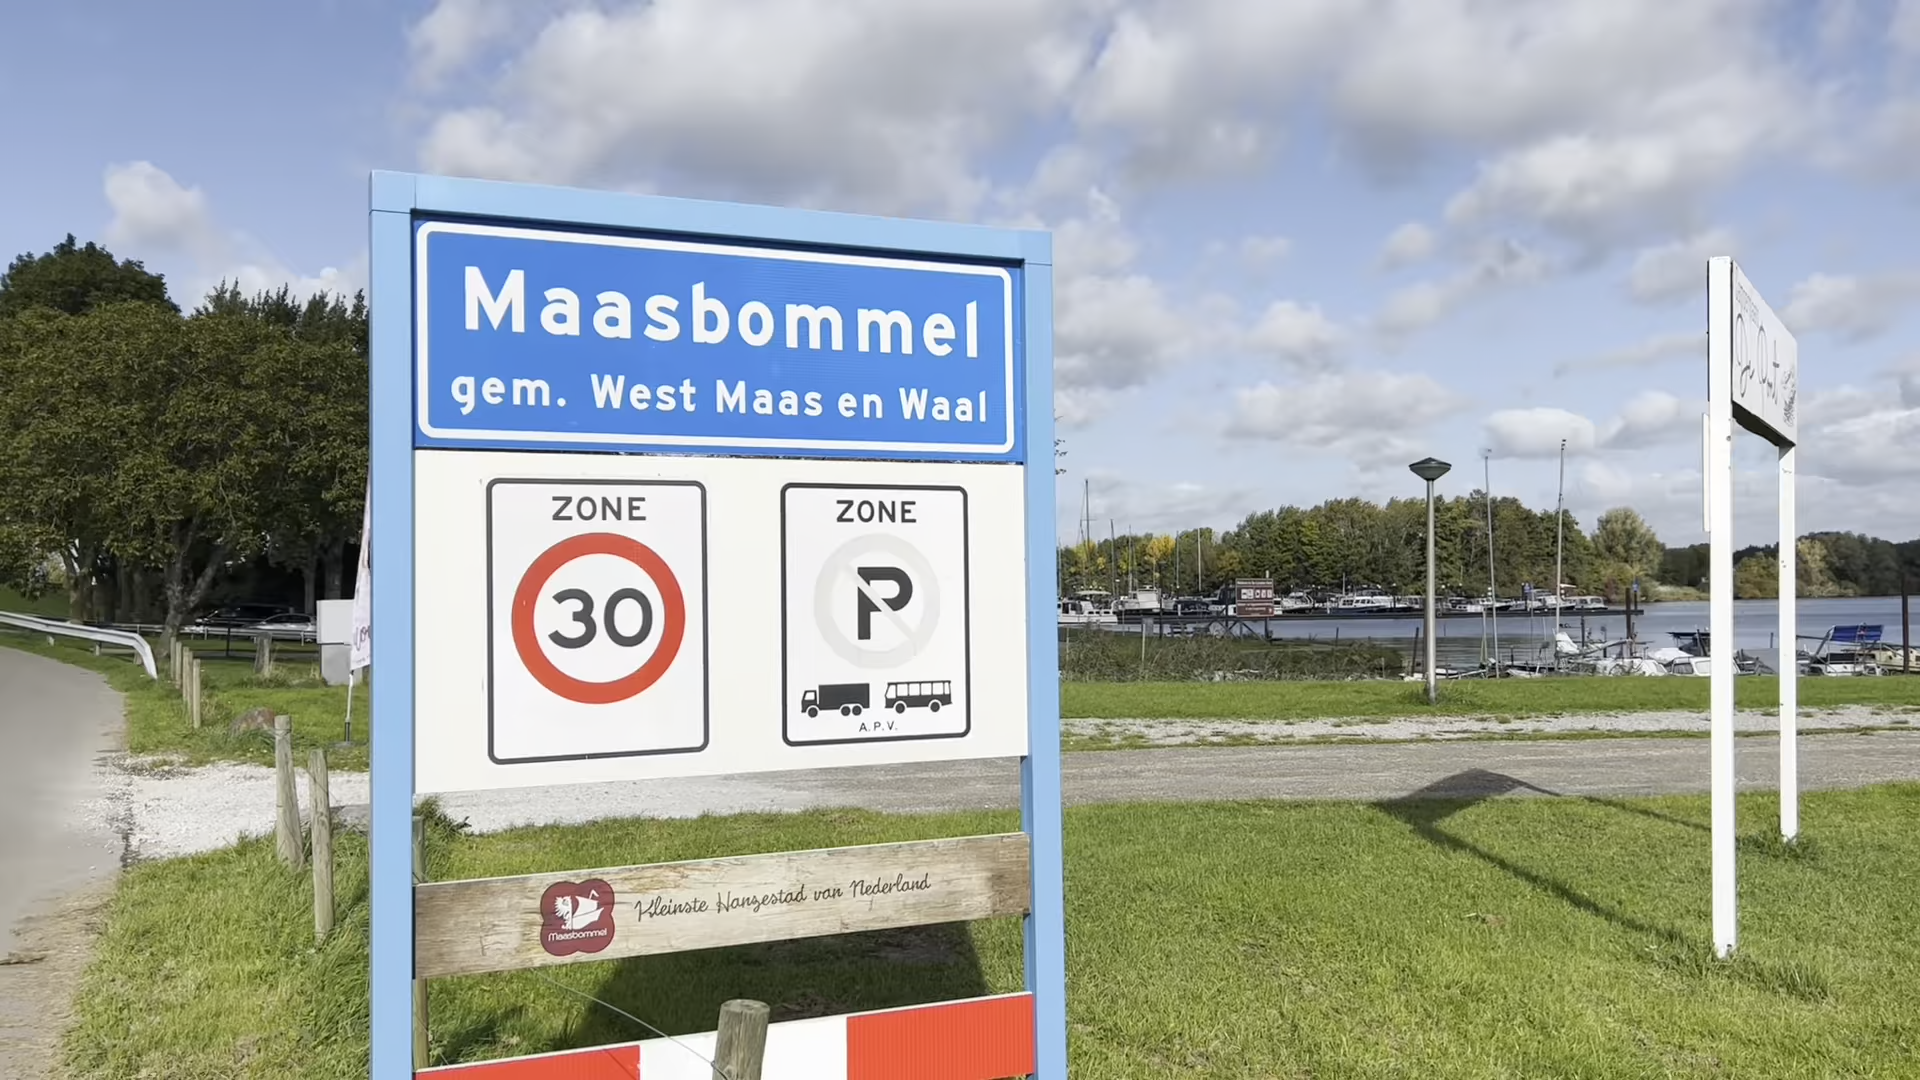 Maasbommel
gem. West Maas en Waal
ZONE
30
ZONE
P
A.P.V.
Maasbommel
Kleinste Hanzestad van Nederland